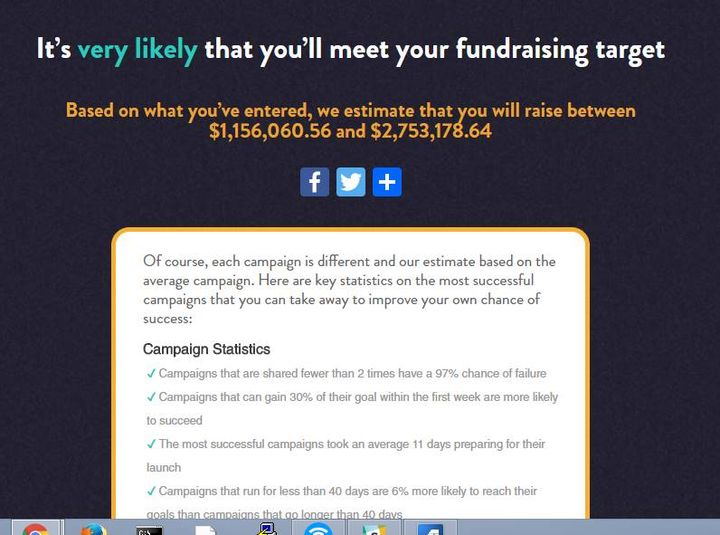 It's very likely that you'll meet your fundraising target
Based on what you've entered, we estimate that you will raise between
$1,156,060.56 and $2,753,178.64
Of course, each campaign is different and our estimate based on the
average campaign. Here are key statistics on the most successful
campaigns that you can take away to improve your own chance of
success:
Campaign Statistics
✓ Campaigns that are shared fewer than 2 times have a 97% chance of failure
✓ Campaigns that can gain 30% of their goal within the first week are more likely
to succeed
✓ The most successful campaigns took an average 11 days preparing for their
launch
✓ Campaigns that run for less than 40 days are 6% more likely to reach their
goals than campaigns that go longer than 40 days